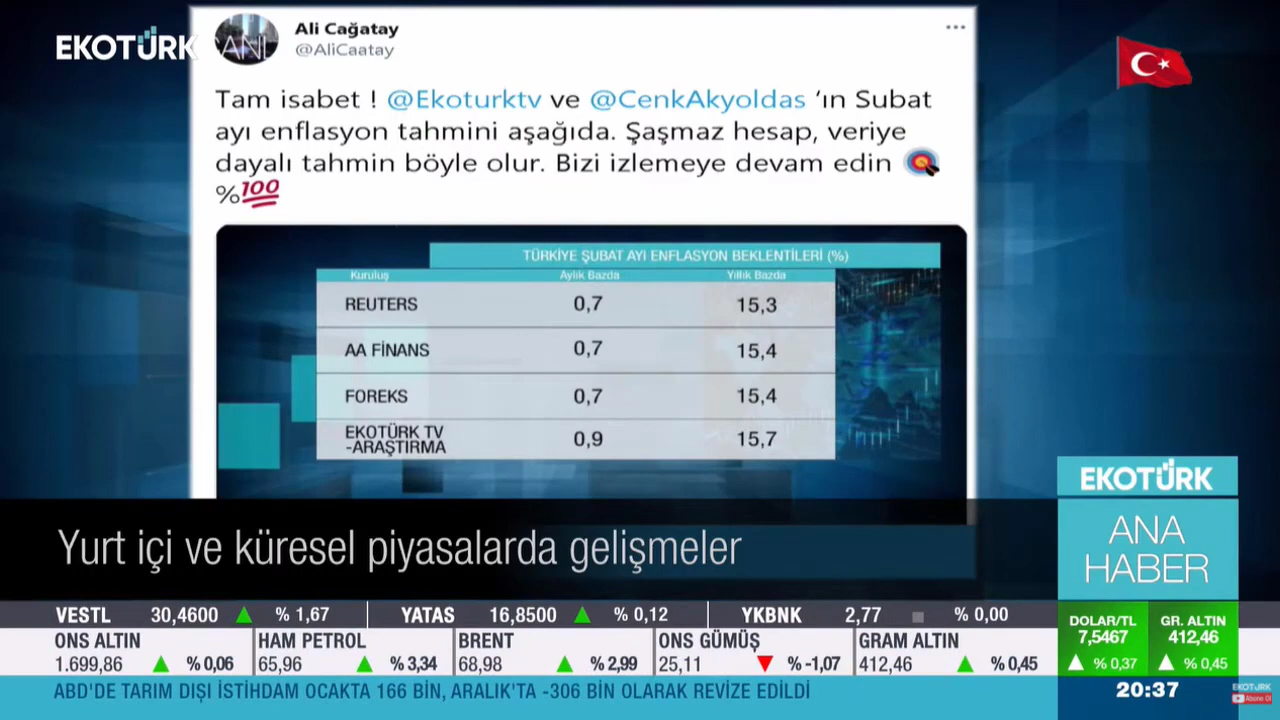 EKOTÜRK
CANLI
Ali Cağatay
@AliCaatay
Tam isabet ! @Ekoturktv ve @CenkAkyoldas ‘ın Subat
ayı enflasyon tahmini aşağıda. Şaşmaz hesap, veriye
dayalı tahmin böyle olur. Bizi izlemeye devam edin 🎯
%💯
TÜRKİYE ŞUBAT AYI ENFLASYON BEKLENTİLERİ (%)
Kuruluş Aylık Bazda Yıllık Bazda
REUTERS 0,7 15,3
AA FİNANS 0,7 15,4
FOREKS 0,7 15,4
EKOTÜRK TV
-ARAŞTIRMA 0,9 15,7
Yurt içi ve küresel piyasalarda gelişmeler
EKOTÜRK
ANA
HABER
VESTL 30,4600 % 1,67 YATAS 16,8500 % 0,12 YKBNK 2,77 % 0,00
ONS ALTIN HAM PETROL BRENT ONS GÜMÜŞ GRAM ALTIN
1.699,86 % 0,06 65,96 % 3,34 68,98 % 2,99 25,11 % -1,07 412,46 % 0,45
DOLAR/TL GR. ALTIN
7,5467 412,46
% 0,37 % 0,45
ABD'DE TARIM DIŞI İSTİHDAM OCAKTA 166 BİN, ARALIK'TA -306 BİN OLARAK REVİZE EDİLDİ
20:37
EKOTÜRK
Abone Ol